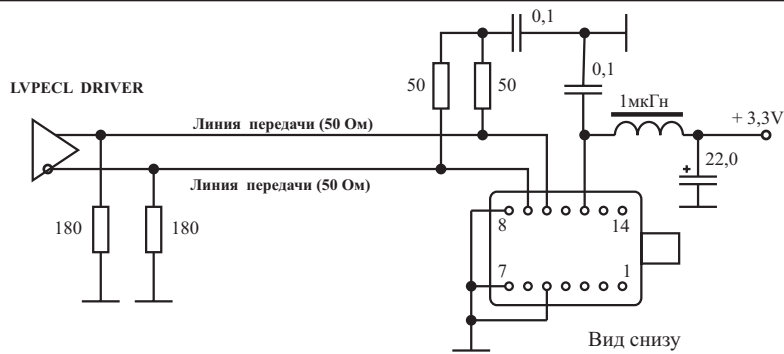 0,1
LVPECL DRIVER
50
50
0,1
1мкГн
+ 3,3V
Линия передачи (50 Ом)
22,0
+
Линия передачи (50 Ом)
180
180
8
14
7
1
Вид снизу